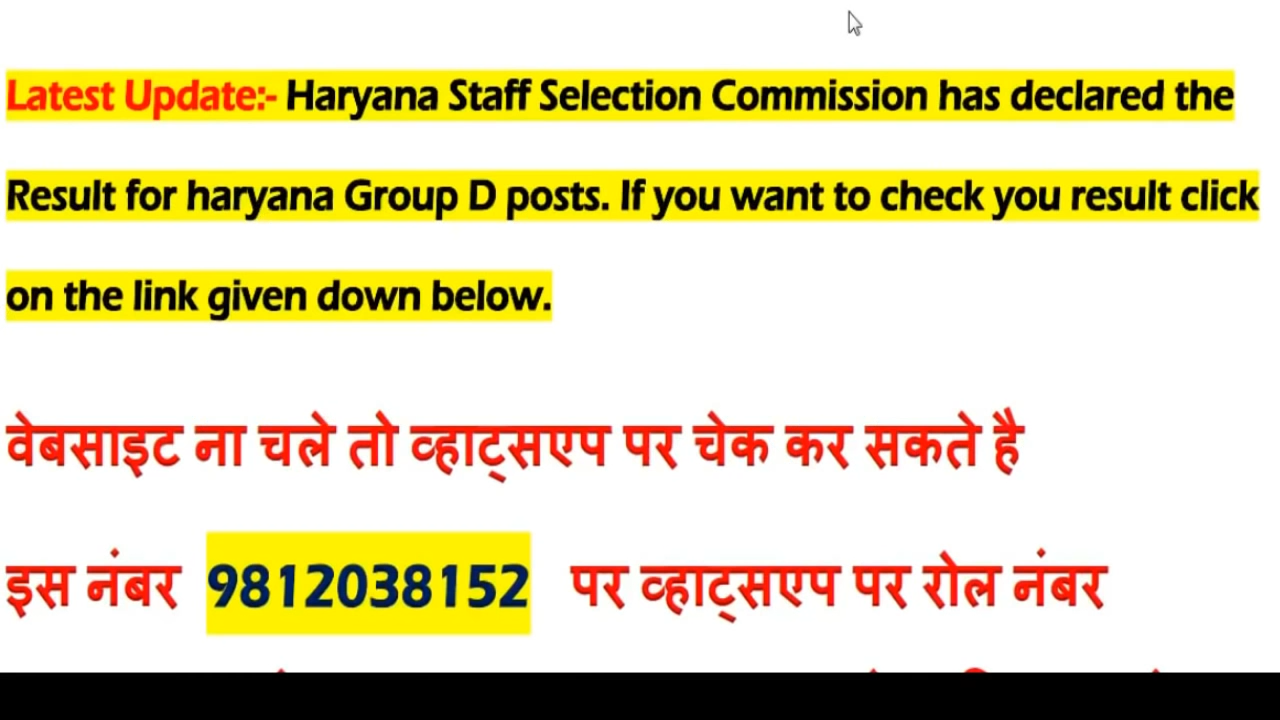 Latest Update:- Haryana Staff Selection Commission has declared the
Result for haryana Group D posts. If you want to check you result click
on the link given down below.
वेबसाइट ना चले तो व्हाट्सएप पर चेक कर सकते है
इस नंबर 9812038152 पर व्हाट्सएप पर रोल नंबर